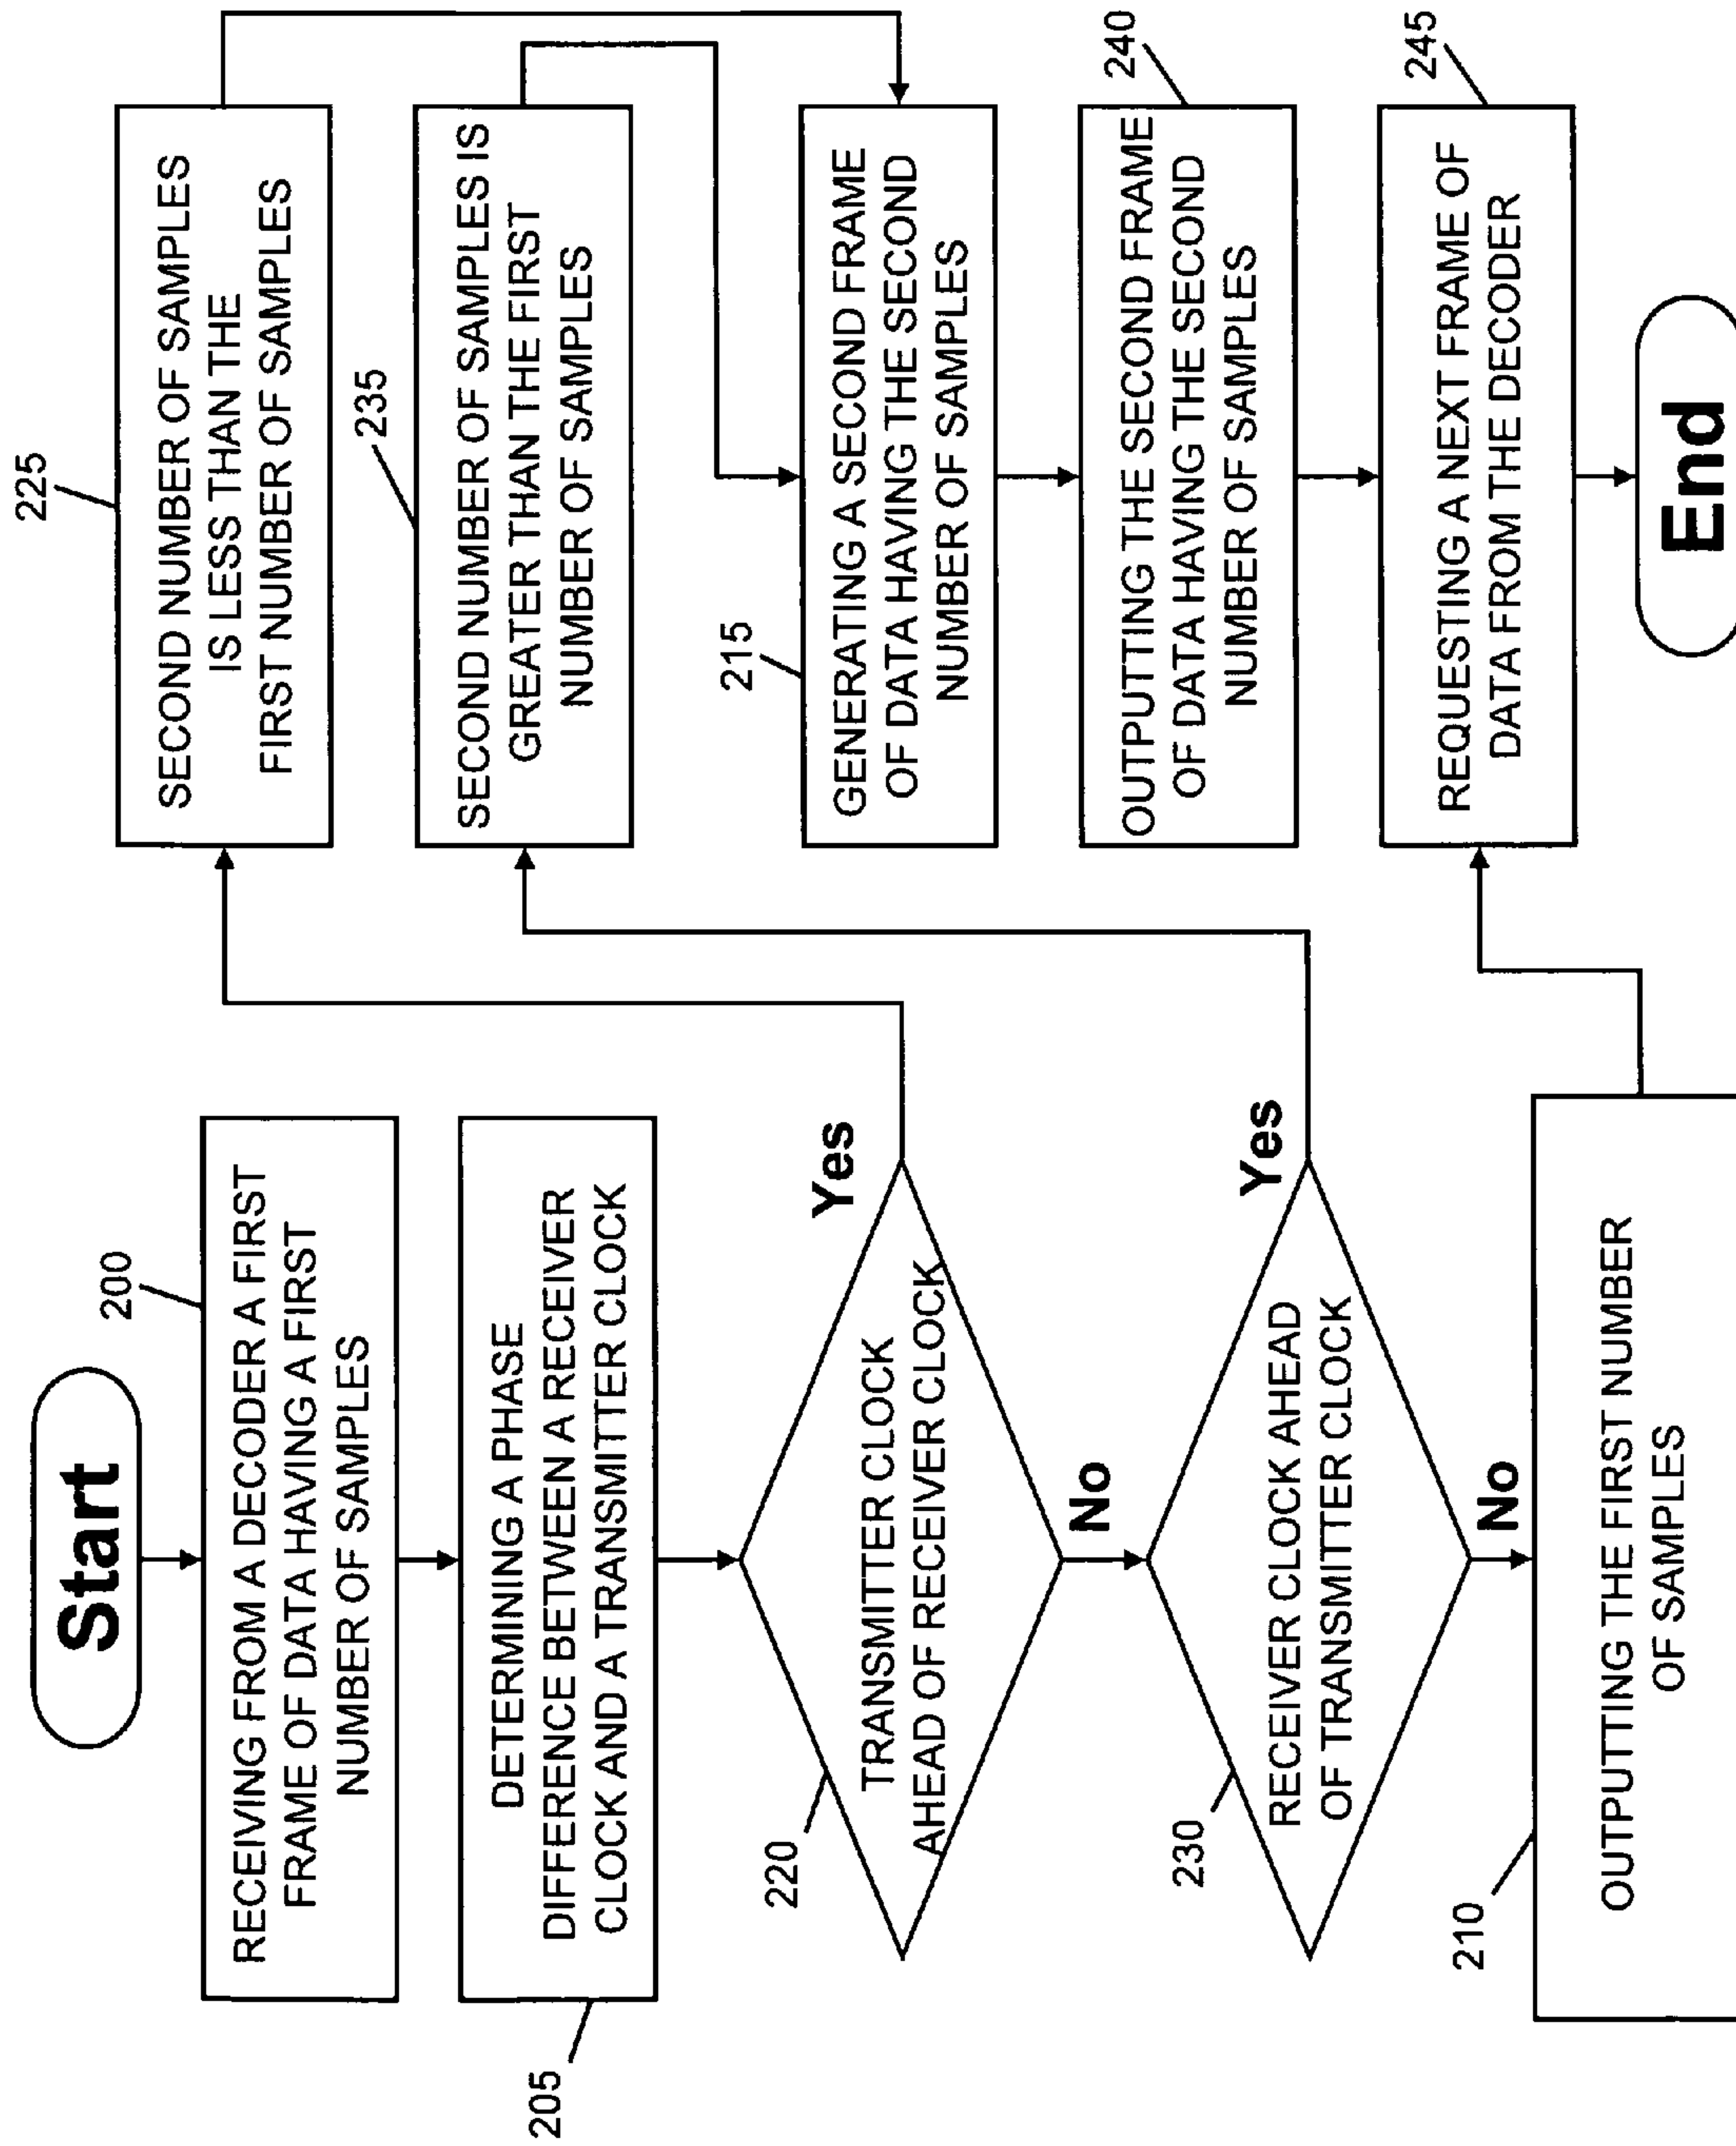 Start
200
RECEIVING FROM A DECODER A FIRST
FRAME OF DATA HAVING A FIRST
NUMBER OF SAMPLES
205
DETERMINING A PHASE
DIFFERENCE BETWEEN A RECEIVER
CLOCK AND A TRANSMITTER CLOCK
220
TRANSMITTER CLOCK
AHEAD OF RECEIVER CLOCK
Yes
No
230
RECEIVER CLOCK AHEAD
OF TRANSMITTER CLOCK
Yes
No
210
OUTPUTTING THE FIRST NUMBER
OF SAMPLES
225
SECOND NUMBER OF SAMPLES
IS LESS THAN THE
FIRST NUMBER OF SAMPLES
235
SECOND NUMBER OF SAMPLES IS
GREATER THAN THE FIRST
NUMBER OF SAMPLES
215
GENERATING A SECOND FRAME
OF DATA HAVING THE SECOND
NUMBER OF SAMPLES
240
OUTPUTTING THE SECOND FRAME
OF DATA HAVING THE SECOND
NUMBER OF SAMPLES
245
REQUESTING A NEXT FRAME OF
DATA FROM THE DECODER
End